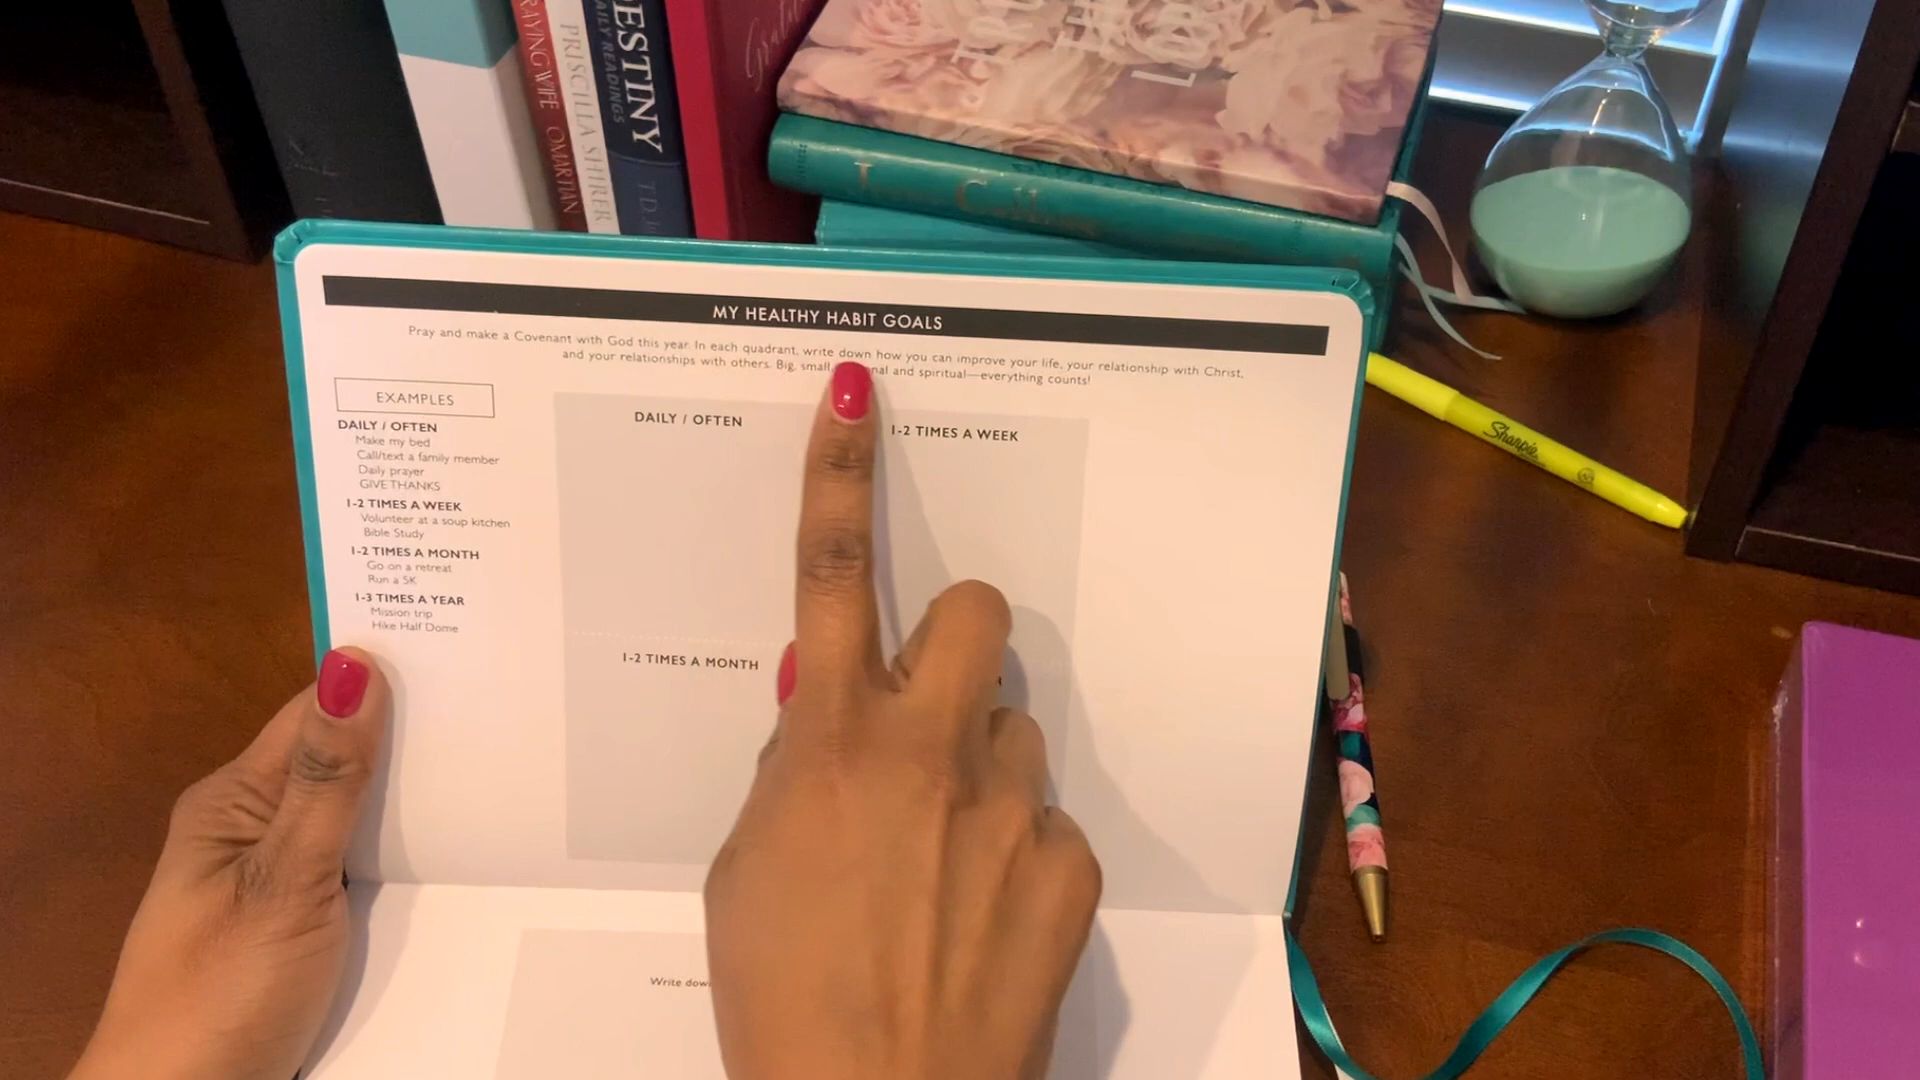 RAYING WIFE OMARTIAN
PRISCILLA SHIRER
DESTINY
DAILY READINGS
T.D.
MY HEALTHY HABIT GOALS
Pray and make a Covenant with God this year. In each quadrant, write down how you can improve your life, your relationship with Christ,
and your relationships with others. Big, small, nal and spiritual—everything counts!
EXAMPLES
DAILY / OFTEN
Make my bed
Call/text a family member
Daily prayer
GIVE THANKS
1-2 TIMES A WEEK
Volunteer at a soup kitchen
Bible Study
1-2 TIMES A MONTH
Go on a retreat
Run a 5K
1-3 TIMES A YEAR
Mission trip
Hike Half Dome
DAILY / OFTEN
1-2 TIMES A WEEK
1-2 TIMES A MONTH
Write down
Sharpie